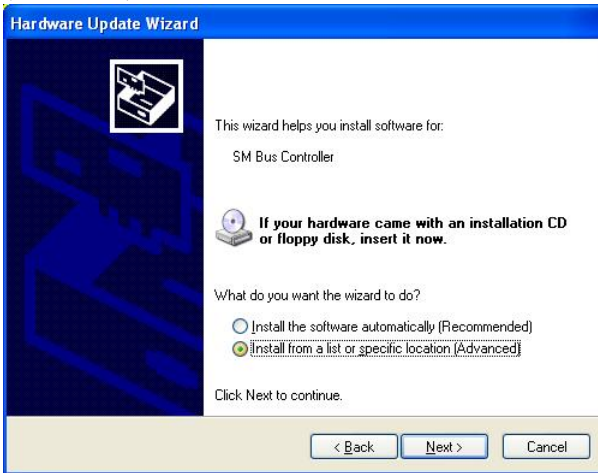 Hardware Update Wizard
This wizard helps you install software for:
SM Bus Controller
If your hardware came with an installation CD
or floppy disk, insert it now.
What do you want the wizard to do?
Install the software automatically (Recommended)
Install from a list or specific location (Advanced)
Click Next to continue.
< Back Next > Cancel